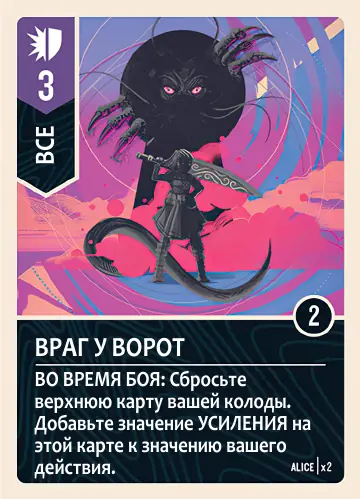 3
ВСЕ
2
ВРАГ У ВОРОТ
ВО ВРЕМЯ БОЯ: Сбросьте
верхнюю карту вашей колоды.
Добавьте значение УСИЛЕНИЯ на
этой карте к значению вашего
действия.
ALICE | x2